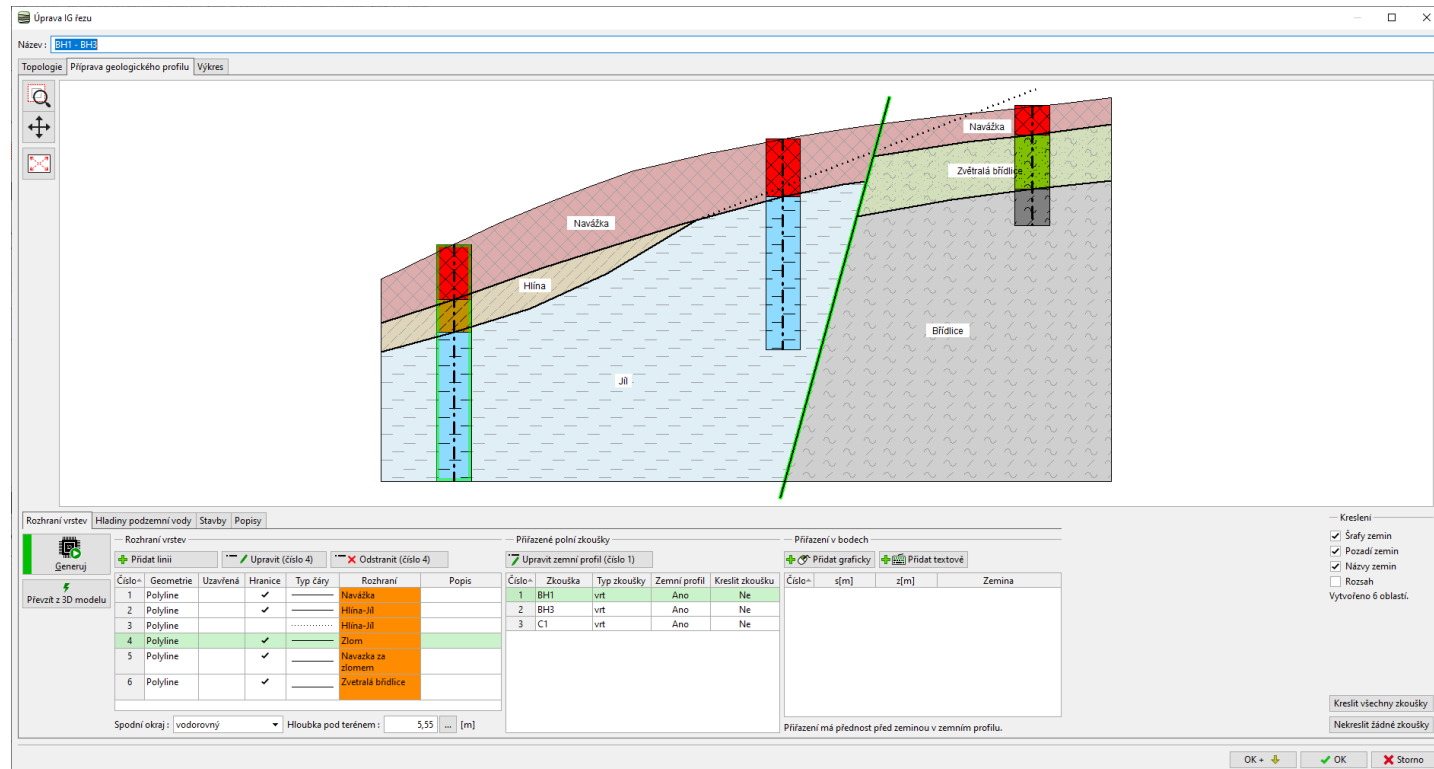 Úprava IG řezu
Název : BH1 - BH3
Topologie Příprava geologického profilu Výkres
Navážka
Zvětralá břidlice
Navážka
Hlína
Břidlice
Jíl
Rozhraní vrstev Hladiny podzemní vody Stavby Popisy
Generuj
Převzít z 3D modelu
Rozhraní vrstev
Přidat linii Upravit (číslo 4) Odstranit (číslo 4)
Číslo Geometrie Uzavřená Hranice Typ čáry Rozhraní Popis
1 Polyline Navážka
2 Polyline Hlína-Jíl
3 Polyline Hlína-Jíl
4 Polyline Zlom
5 Polyline Navazka za
zlomem
6 Polyline Zvetralá břidlice
Spodní okraj : vodorovný Hloubka pod terénem : 5,55 ... [m]
Přiřazené polní zkoušky
Upravit zemní profil (číslo 1)
Číslo Zkouška Typ zkoušky Zemní profil Kreslit zkoušku
1 BH1 vrt Ano Ne
2 BH3 vrt Ano Ne
3 C1 vrt Ano Ne
Přiřazení v bodech
Přidat graficky Přidat textové
Číslo s[m] z[m] Zemina
Přiřazení má přednost před zeminou v zemním profilu.
Kreslení
Šrafy zemin
Pozadí zemin
Názvy zemin
Rozsah
Vytvořeno 6 oblastí.
Kreslit všechny zkoušky
Nekreslit žádné zkoušky
OK + OK Storno